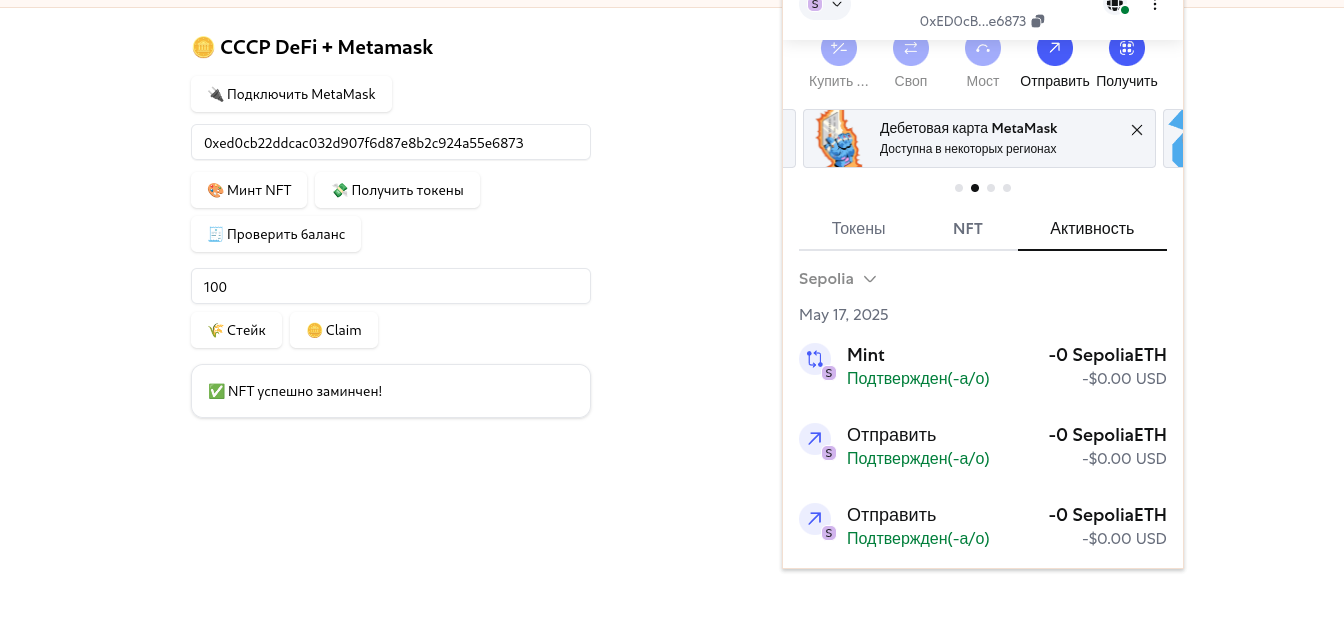 CCCP DeFi + Metamask
Подключить MetaMask
0xed0cb22ddcac032d907f6d87e8b2c924a55e6873
Минт NFT
Получить токены
Проверить баланс
100
Стейк
Claim
NFT успешно заминчен!
S
0xED0cB...e6873
Купить ...
Своп
Мост
Отправить
Получить
Дебетовая карта MetaMask
Доступна в некоторых регионах
Токены
NFT
Активность
Sepolia
May 17, 2025
Mint
-0 SepoliaETH
S
Подтвержден(-а/о)
-$0.00 USD
Отправить
-0 SepoliaETH
S
Подтвержден(-а/о)
-$0.00 USD
Отправить
-0 SepoliaETH
S
Подтвержден(-а/о)
-$0.00 USD